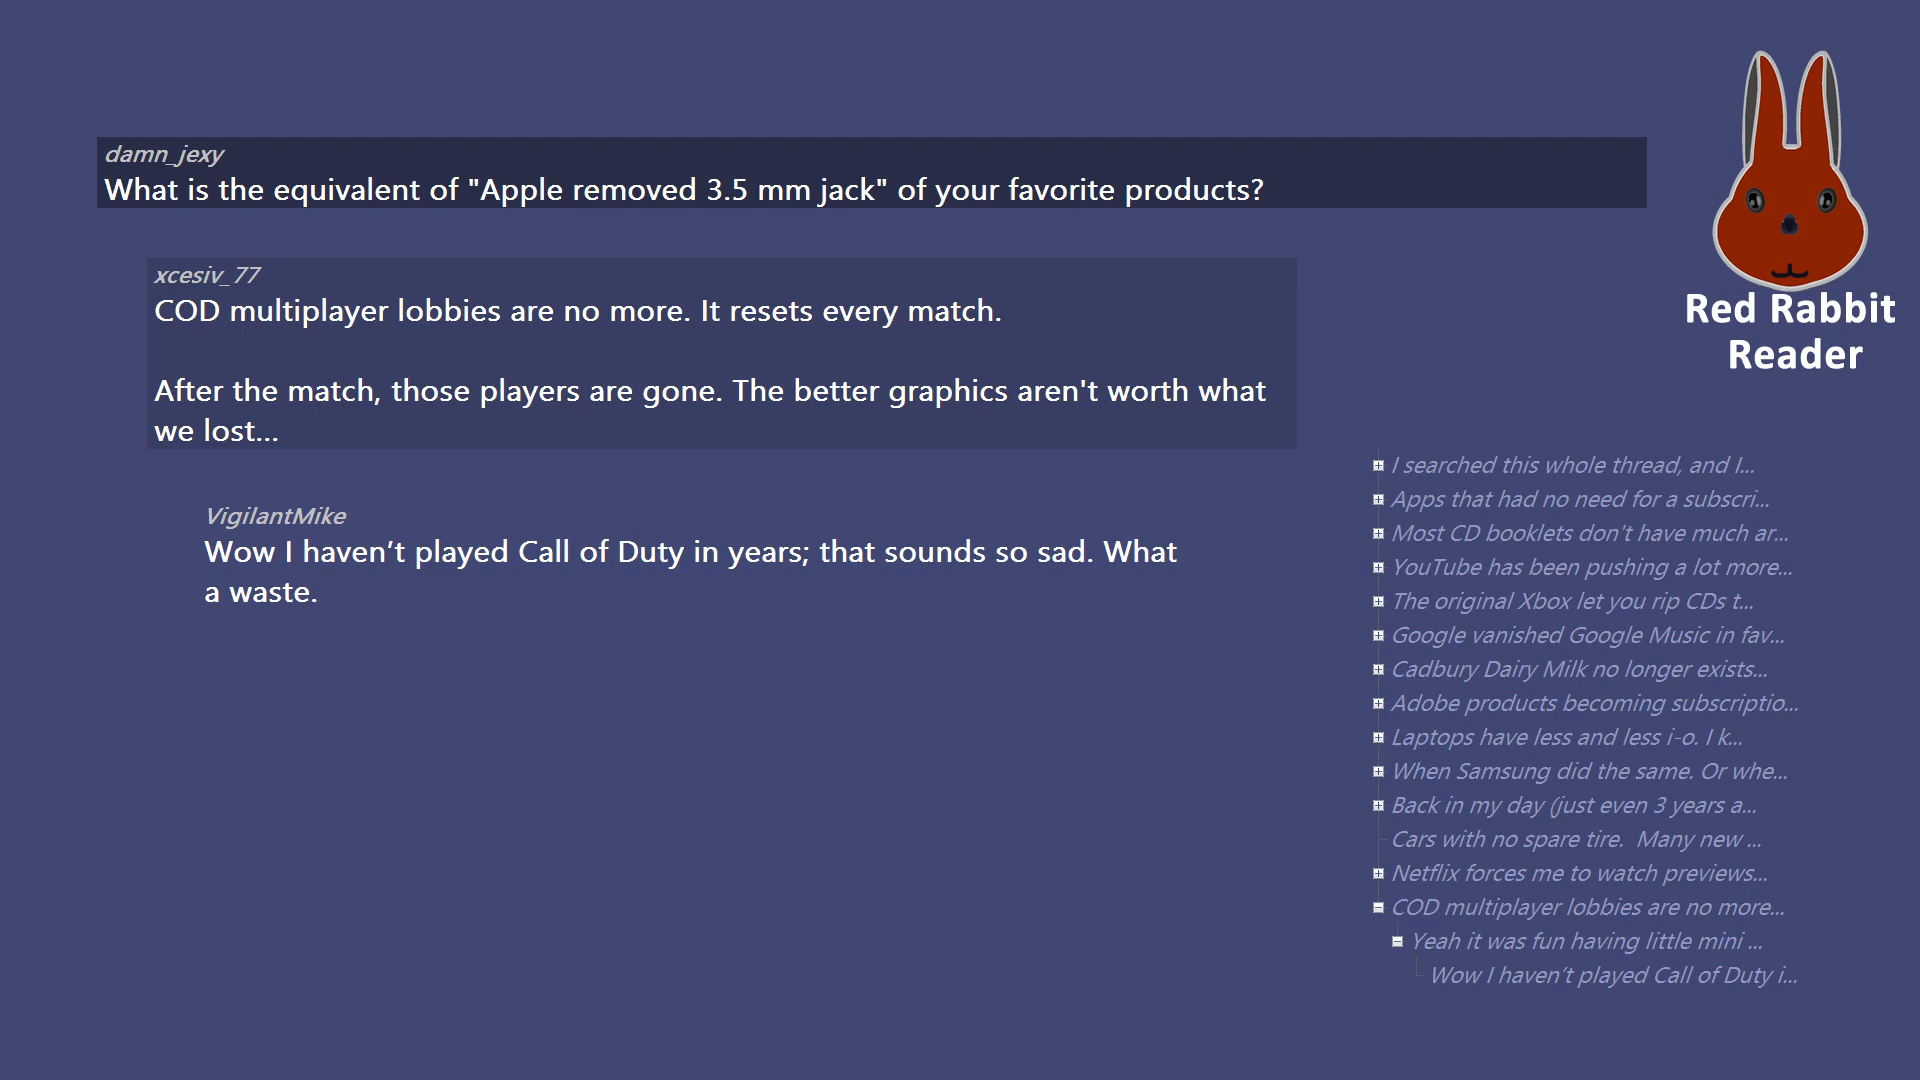 damn_jexy
What is the equivalent of "Apple removed 3.5 mm jack" of your favorite products?
xcesiv_77
COD multiplayer lobbies are no more. It resets every match.
After the match, those players are gone. The better graphics aren't worth what
we lost...
VigilantMike
Wow I haven’t played Call of Duty in years; that sounds so sad. What
a waste.
Red Rabbit
Reader
I searched this whole thread, and I...
Apps that had no need for a subscri...
Most CD booklets don't have much ar...
YouTube has been pushing a lot more...
The original Xbox let you rip CDs t...
Google vanished Google Music in fav...
Cadbury Dairy Milk no longer exists...
Adobe products becoming subscriptio...
Laptops have less and less i-o. I k...
When Samsung did the same. Or whe...
Back in my day (just even 3 years a...
Cars with no spare tire.  Many new ...
Netflix forces me to watch previews...
COD multiplayer lobbies are no more...
Yeah it was fun having little mini ...
Wow I haven’t played Call of Duty i...